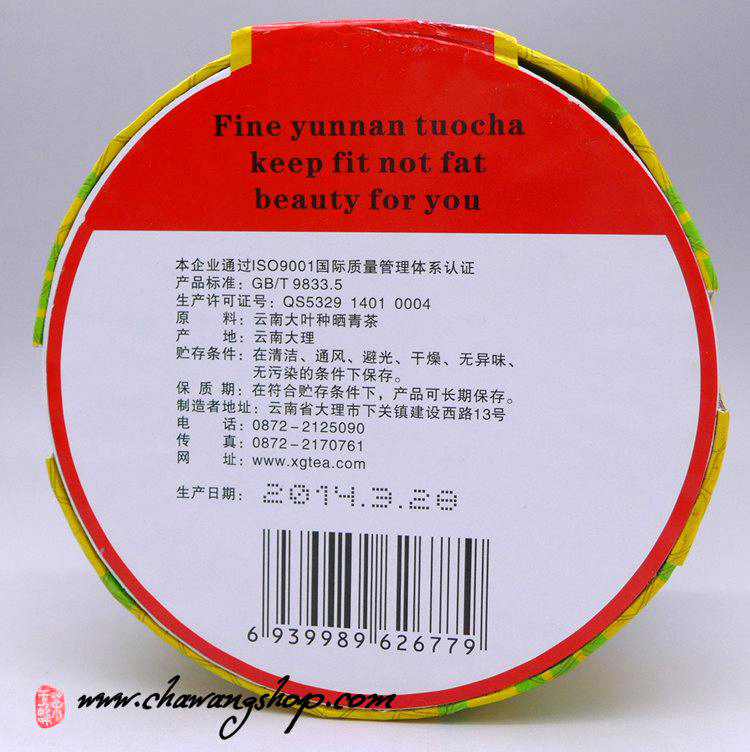 Fine yunnan tuocha
keep fit not fat
beauty for you
本企业通过ISO9001国际质量管理体系认证
产品标准：GB/T 9833.5
生产许可证号：QS5329 1401 0004
原 料：云南大叶种晒青茶
产 地：云南大理
贮存条件：在清洁、通风、避光、干燥、无异味、
无污染的条件下保存。
保 质 期：在符合贮存条件下，产品可长期保存。
制造者地址：云南省大理市下关镇建设西路13号
电 话：0872-2125090
传 真：0872-2170761
网 址：www.xgtea.com
生产日期：2014.3.28
6 939989 626779
www.chawangshop.com